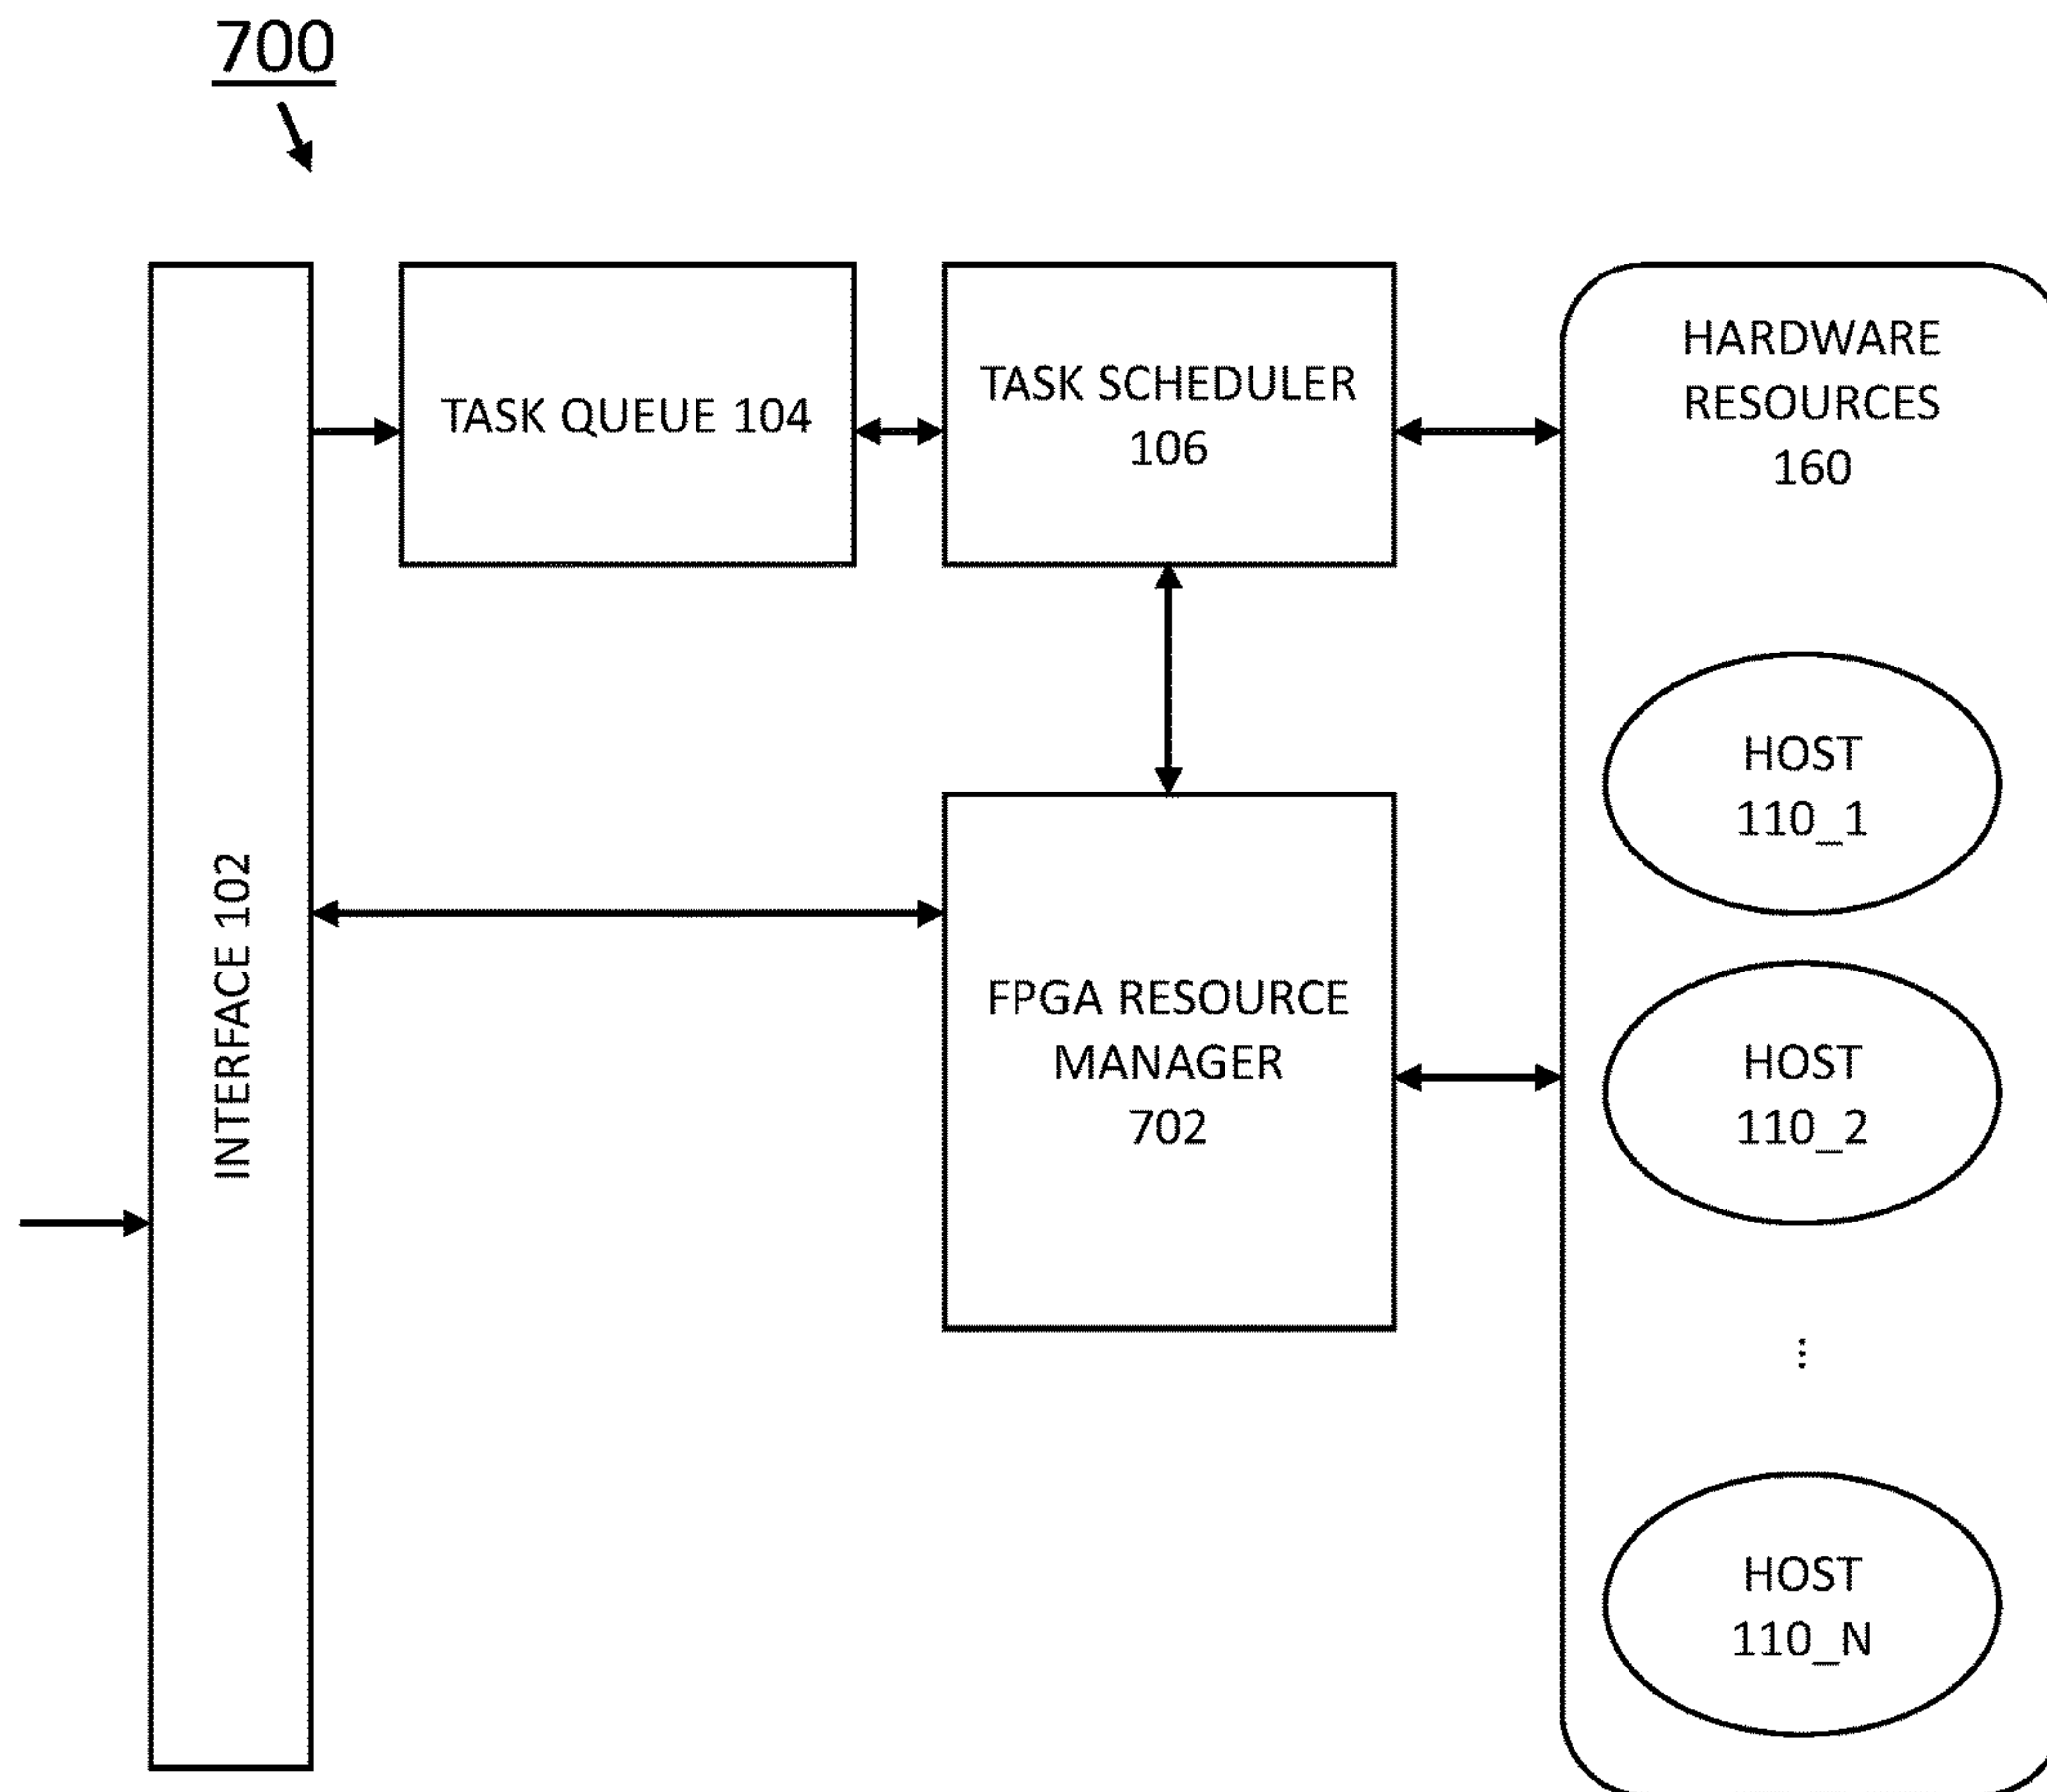 700
INTERFACE 102
TASK QUEUE 104
TASK SCHEDULER
106
FPGA RESOURCE
MANAGER
702
HARDWARE
RESOURCES
160
HOST
110_1
HOST
110_2
...
HOST
110_N